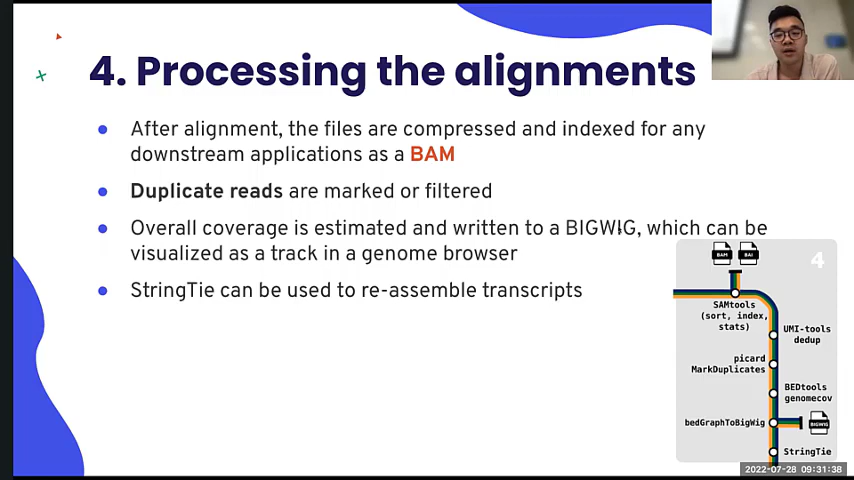 4. Processing the alignments
After alignment, the files are compressed and indexed for any
downstream applications as a BAM
Duplicate reads are marked or filtered
Overall coverage is estimated and written to a BIGWIG, which can be
visualized as a track in a genome browser
StringTie can be used to re-assemble transcripts
BAM BAI
4
SAMtools
(sort, index,
stats)
UMI-tools
dedup
picard
MarkDuplicates
BEDtools
genomecov
bedGraphToBigWig
BIGWIG
StringTie
2022-07-28 09:31:38